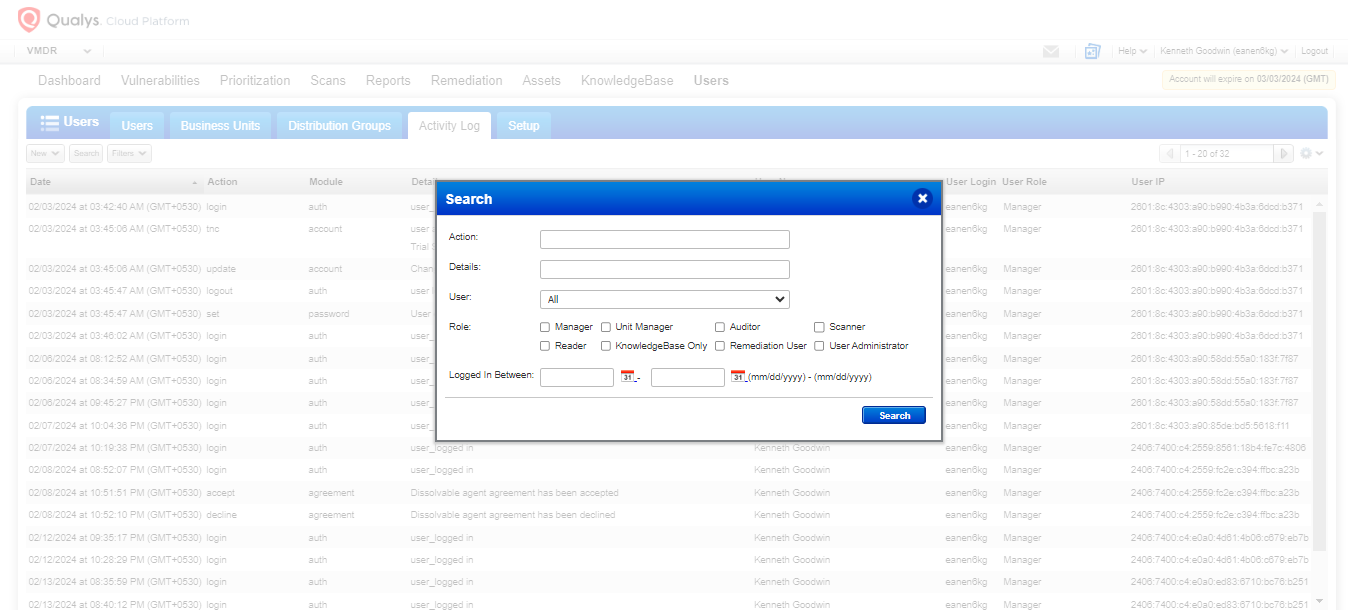 Qualys. Cloud Platform
VMDR
Help Kenneth Goodwin (eanen6kg) Logout
Dashboard Vulnerabilities Prioritization Scans Reports Remediation Assets KnowledgeBase Users
Account will expire on 03/03/2024 (GMT)
Users Users Business Units Distribution Groups Activity Log Setup
New Search Filters 1 - 20 of 32
Date Action Module User Login User Role User IP
Search
Action:
Details:
User: All
Role: Manager Unit Manager Auditor Scanner
Reader KnowledgeBase Only Remediation User User Administrator
Logged In Between: 31 - 31 (mm/dd/yyyy) - (mm/dd/yyyy)
Search
02/03/2024 at 03:42:40 AM (GMT+0530) login auth user_ eanen6kg Manager 2601:8c:4303:a90:b990:4b3a:6dcd:b371
02/03/2024 at 03:45:06 AM (GMT+0530) tnc account user eanen6kg Manager 2601:8c:4303:a90:b990:4b3a:6dcd:b371
Trial
02/03/2024 at 03:45:06 AM (GMT+0530) update account Chan eanen6kg Manager 2601:8c:4303:a90:b990:4b3a:6dcd:b371
02/03/2024 at 03:45:47 AM (GMT+0530) logout auth user eanen6kg Manager 2601:8c:4303:a90:b990:4b3a:6dcd:b371
02/03/2024 at 03:45:47 AM (GMT+0530) set password User eanen6kg Manager 2601:8c:4303:a90:b990:4b3a:6dcd:b371
02/03/2024 at 03:46:02 AM (GMT+0530) login auth user_ eanen6kg Manager 2601:8c:4303:a90:b990:4b3a:6dcd:b371
02/06/2024 at 08:12:52 AM (GMT+0530) login auth user_ eanen6kg Manager 2601:8c:4303:a90:58dd:55a0:183f:7f87
02/06/2024 at 08:34:59 AM (GMT+0530) login auth user_ eanen6kg Manager 2601:8c:4303:a90:58dd:55a0:183f:7f87
02/06/2024 at 09:45:27 PM (GMT+0530) login auth user_ eanen6kg Manager 2601:8c:4303:a90:58dd:55a0:183f:7f87
02/07/2024 at 10:04:36 PM (GMT+0530) login auth user_ eanen6kg Manager 2601:8c:4303:a90:85de:bd5:5618:f11
02/07/2024 at 10:19:38 PM (GMT+0530) login auth user_logged in Kenneth Goodwin eanen6kg Manager 2406:7400:c4:2559:8561:18b4:fe7c:4806
02/08/2024 at 08:52:07 PM (GMT+0530) login auth user_logged in Kenneth Goodwin eanen6kg Manager 2406:7400:c4:2559:fc2e:c394:ffbc:a23b
02/08/2024 at 10:51:51 PM (GMT+0530) accept agreement Dissolvable agent agreement has been accepted Kenneth Goodwin eanen6kg Manager 2406:7400:c4:2559:fc2e:c394:ffbc:a23b
02/08/2024 at 10:52:10 PM (GMT+0530) decline agreement Dissolvable agent agreement has been declined Kenneth Goodwin eanen6kg Manager 2406:7400:c4:2559:fc2e:c394:ffbc:a23b
02/12/2024 at 09:35:17 PM (GMT+0530) login auth user_logged in Kenneth Goodwin eanen6kg Manager 2406:7400:c4:e0a0:4d61:4b06:c679:eb7b
02/12/2024 at 10:28:29 PM (GMT+0530) login auth user_logged in Kenneth Goodwin eanen6kg Manager 2406:7400:c4:e0a0:4d61:4b06:c679:eb7b
02/13/2024 at 08:35:59 PM (GMT+0530) login auth user_logged in Kenneth Goodwin eanen6kg Manager 2406:7400:c4:e0a0:ed83:6710:bc76:b251
02/13/2024 at 08:40:12 PM (GMT+0530) login auth user_logged in Kenneth Goodwin eanen6kg Manager 2406:7400:c4:e0a0:ed83:6710:bc76:b251